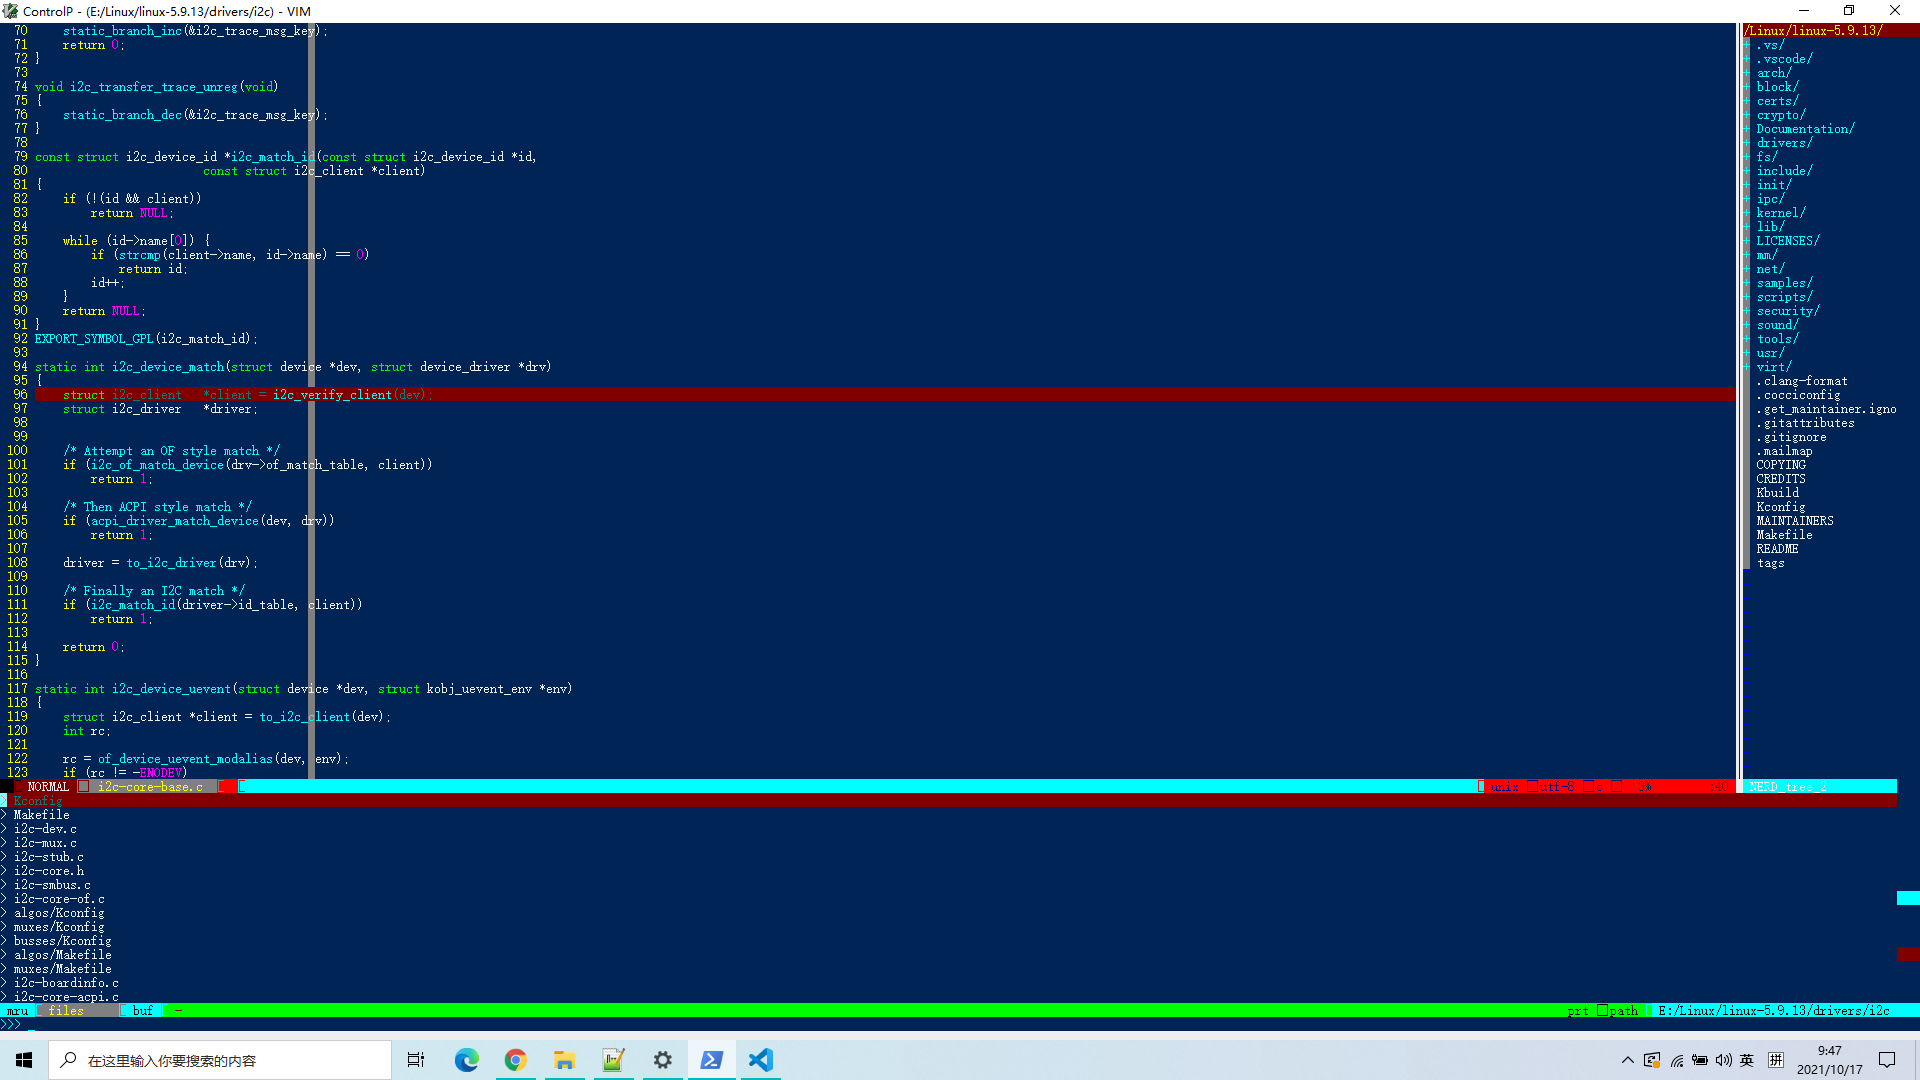 ControlP - (E:/Linux/linux-5.9.13/drivers/i2c) - VIM
70     static_branch_inc(&i2c_trace_msg_key);
71     return 0;
72 }
73
74 void i2c_transfer_trace_unreg(void)
75 {
76     static_branch_dec(&i2c_trace_msg_key);
77 }
78
79 const struct i2c_device_id *i2c_match_id(const struct i2c_device_id *id,
80                         const struct i2c_client *client)
81 {
82     if (!(id && client))
83         return NULL;
84
85     while (id->name[0]) {
86         if (strcmp(client->name, id->name) == 0)
87             return id;
88         id++;
89     }
90     return NULL;
91 }
92 EXPORT_SYMBOL_GPL(i2c_match_id);
93
94 static int i2c_device_match(struct device *dev, struct device_driver *drv)
95 {
96     struct i2c_client   *client = i2c_verify_client(dev);
97     struct i2c_driver   *driver;
98
99
100     /* Attempt an OF style match */
101     if (i2c_of_match_device(drv->of_match_table, client))
102         return 1;
103
104     /* Then ACPI style match */
105     if (acpi_driver_match_device(dev, drv))
106         return 1;
107
108     driver = to_i2c_driver(drv);
109
110     /* Finally an I2C match */
111     if (i2c_match_id(driver->id_table, client))
112         return 1;
113
114     return 0;
115 }
116
117 static int i2c_device_uevent(struct device *dev, struct kobj_uevent_env *env)
118 {
119     struct i2c_client *client = to_i2c_client(dev);
120     int rc;
121
122     rc = of_device_uevent_modalias(dev, env);
123     if (rc != -ENODEV)
/Linux/linux-5.9.13/
+ .vs/
+ .vscode/
+ arch/
+ block/
+ certs/
+ crypto/
+ Documentation/
+ drivers/
+ fs/
+ include/
+ init/
+ ipc/
+ kernel/
+ lib/
+ LICENSES/
+ mm/
+ net/
+ samples/
+ scripts/
+ security/
+ sound/
+ tools/
+ usr/
+ virt/
.clang-format
.cocciconfig
.get_maintainer.igno
.gitattributes
.gitignore
.mailmap
COPYING
CREDITS
Kbuild
Kconfig
MAINTAINERS
Makefile
README
tags
NORMAL i2c-core-base.c unix utf-8 c 3% :40 NERD_tree_2
> Kconfig
> Makefile
> i2c-dev.c
> i2c-mux.c
> i2c-stub.c
> i2c-core.h
> i2c-smbus.c
> i2c-core-of.c
> algos/Kconfig
> muxes/Kconfig
> busses/Kconfig
> algos/Makefile
> muxes/Makefile
> i2c-boardinfo.c
> i2c-core-acpi.c
mru files buf - prt path E:/Linux/linux-5.9.13/drivers/i2c
>>> _
在这里输入你要搜索的内容
英 拼
9:47
2021/10/17